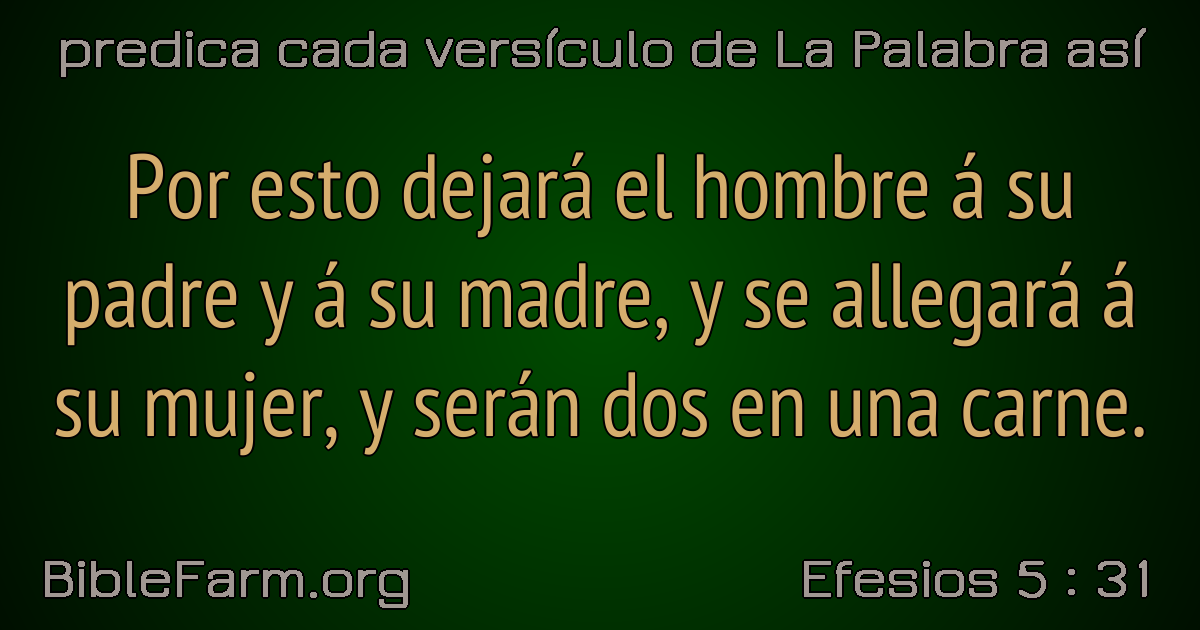 predica cada versículo de La Palabra así
Por esto dejará el hombre á su
padre y á su madre, y se allegará á
su mujer, y serán dos en una carne.
BibleFarm.org
Efesios 5 : 31